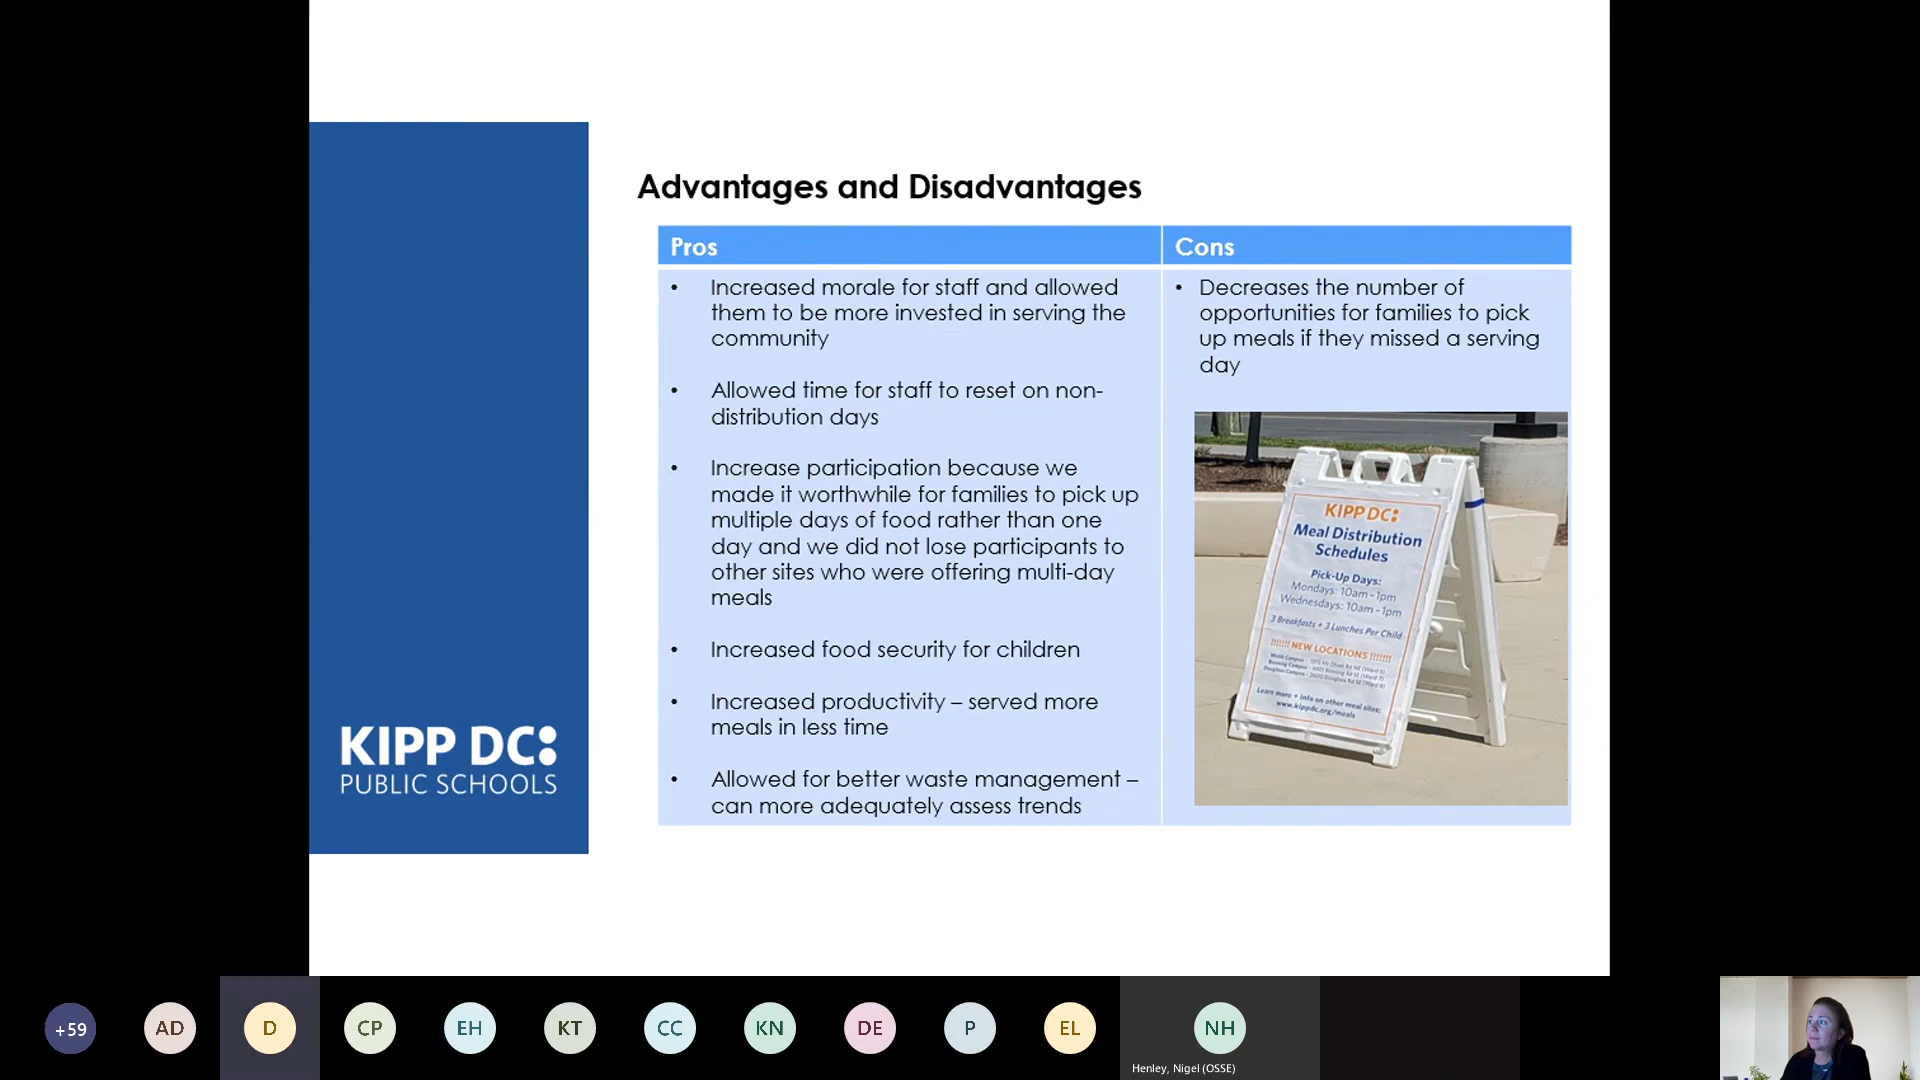 Advantages and Disadvantages
Pros
Cons
• Increased morale for staff and allowed
them to be more invested in serving the
community
• Allowed time for staff to reset on non-
distribution days
• Increase participation because we
made it worthwhile for families to pick up
multiple days of food rather than one
day and we did not lose participants to
other sites who were offering multi-day
meals
• Increased food security for children
• Increased productivity – served more
meals in less time
• Allowed for better waste management –
can more adequately assess trends
• Decreases the number of
opportunities for families to pick
up meals if they missed a serving
day
KIPP DC:
Meal Distribution
Schedules
Pick-Up Days:
Mondays: 10am-1pm
Wednesdays: 10am-1pm
3 Breakfasts + 3 Lunches Per Child
!!!!!!! NEW LOCATIONS !!!!!!!
Learn more + info on other meal sites:
www.kippdc.org/meals
KIPP DC:
PUBLIC SCHOOLS
+59
AD
D
CP
EH
KT
CC
KN
DE
P
EL
NH
Henley, Nigel (OSSE)